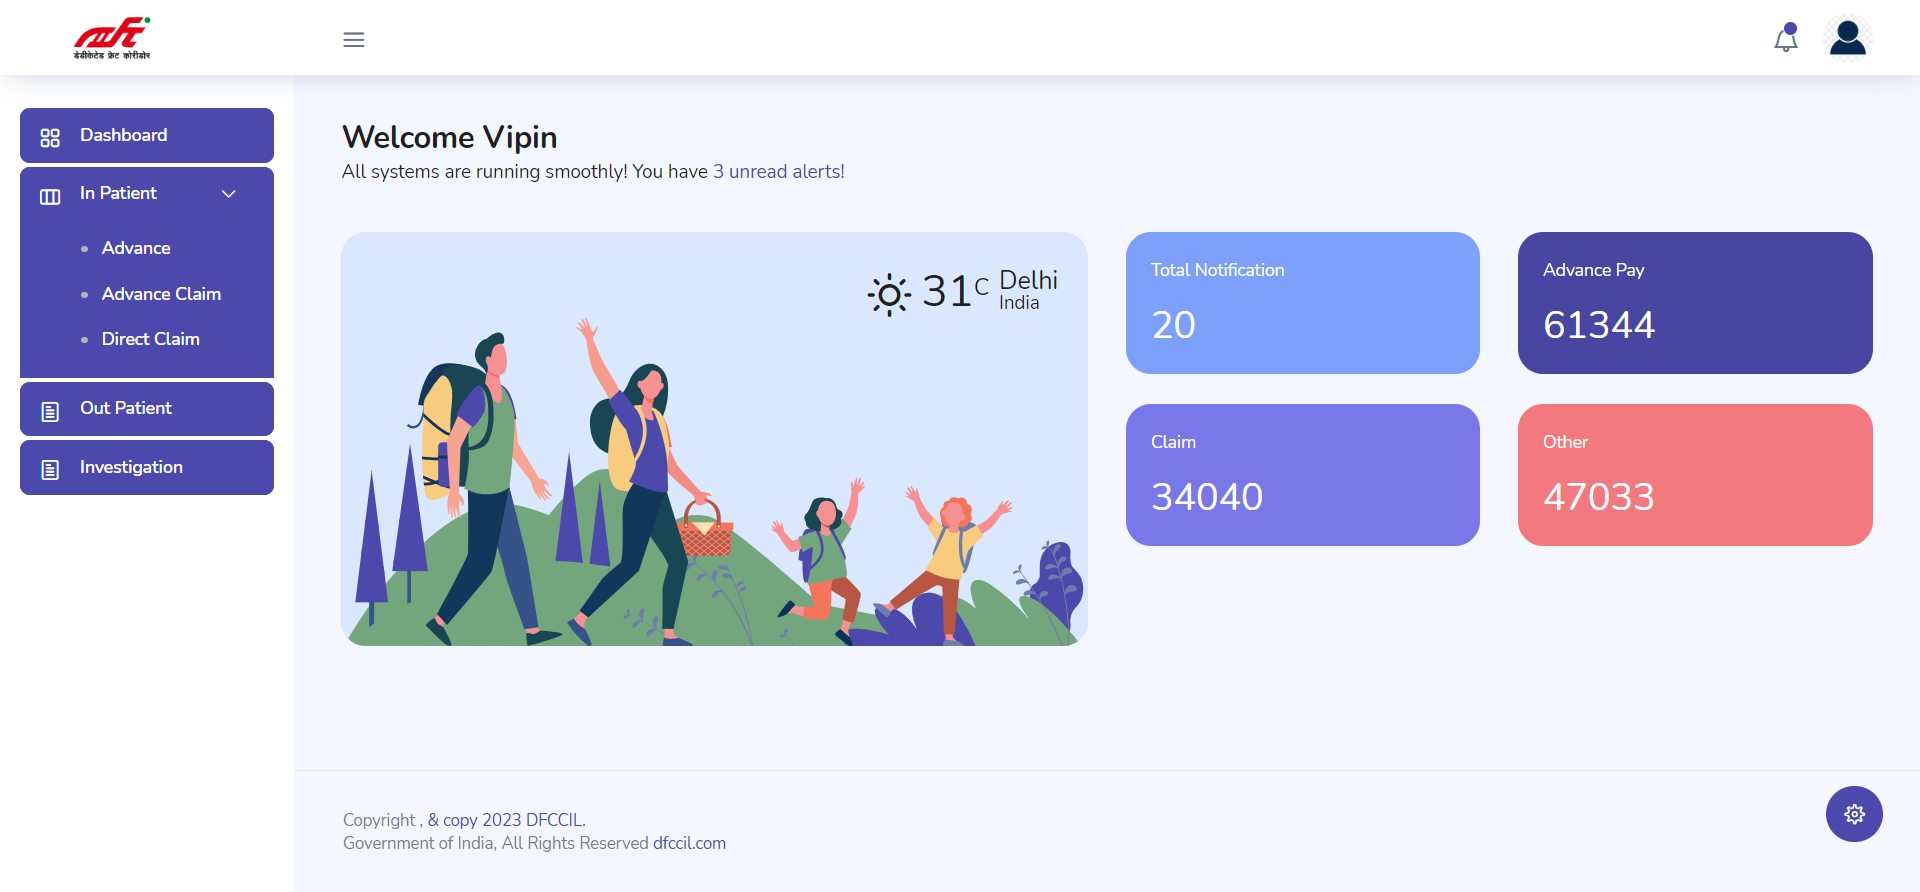 डेडीकेटेड फ्रेट कोरीडोर
Dashboard
In Patient
Advance
Advance Claim
Direct Claim
Out Patient
Investigation
Welcome Vipin
All systems are running smoothly! You have 3 unread alerts!
31 C Delhi
India
Total Notification
20
Advance Pay
61344
Claim
34040
Other
47033
Copyright , & copy 2023 DFCCIL.
Government of India, All Rights Reserved dfccil.com